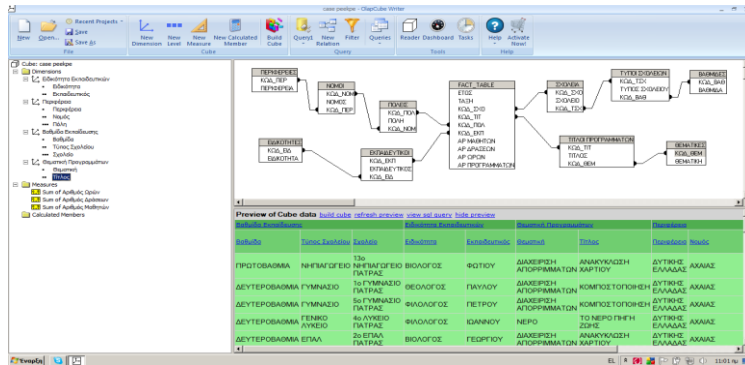 case peekpe - OlapCube Writer
New
Open...
Recent Projects
Save
Save As
File
New Dimension
New Level
New Measure
New Calculated Member
Cube
Build Cube
Query1
New Relation
Filter
Queries
Query
Reader
Dashboard
Tasks
Tools
Help
Activate Now!
Help
Cube: case peekpe
Dimensions
Ειδικότητα Εκπαιδευτικών
Ειδικότητα
Εκπαιδευτικός
Περιφέρεια
Περιφέρεια
Νομός
Πόλη
Βαθμίδα Εκπαίδευσης
Βαθμίδα
Τύπος Σχολείου
Σχολείο
Θεματική Προγραμμάτων
Θεματική
Τίτλος
Measures
Sum of Αριθμός Ωρών
Sum of Αριθμός Δράσεων
Sum of Αριθμός Μαθητών
Calculated Members
ΠΕΡΙΦΕΡΕΙΕΣ
ΚΩΔ_ΠΕΡ
ΠΕΡΙΦΕΡΕΙΑ
ΝΟΜΟΙ
ΚΩΔ_ΝΟΜ
ΝΟΜΟΣ
ΚΩΔ_ΠΕΡ
ΠΟΛΕΙΣ
ΚΩΔ_ΠΟΛ
ΠΟΛΗ
ΚΩΔ_ΝΟΜ
ΕΙΔΙΚΟΤΗΤΕΣ
ΚΩΔ_ΕΙΔ
ΕΙΔΙΚΟΤΗΤΑ
ΕΚΠΑΙΔΕΥΤΙΚΟΙ
ΚΩΔ_ΕΚΠ
ΕΚΠΑΙΔΕΥΤΙΚΟΣ
ΚΩΔ_ΕΙΔ
FACT_TABLE
ΕΤΟΣ
ΤΑΞΗ
ΚΩΔ_ΣΧΟ
ΚΩΔ_ΤΙΤ
ΚΩΔ_ΠΟΛ
ΚΩΔ_ΕΚΠ
ΑΡ ΜΑΘΗΤΩΝ
ΑΡ ΔΡΑΣΕΩΝ
ΑΡ ΩΡΩΝ
ΑΡ ΠΡΟΓΡΑΜΜΑΤΩΝ
ΣΧΟΛΕΙΑ
ΚΩΔ_ΣΧΟ
ΣΧΟΛΕΙΟ
ΚΩΔ_ΤΣΧ
ΤΥΠΟΙ ΣΧΟΛΕΙΩΝ
ΚΩΔ_ΤΣΧ
ΤΥΠΟΣ ΣΧΟΛΕΙΟΥ
ΚΩΔ_ΒΑΘ
ΒΑΘΜΙΔΕΣ
ΚΩΔ_ΒΑΘ
ΒΑΘΜΙΔΑ
ΤΙΤΛΟΙ ΠΡΟΓΡΑΜΜΑΤΩΝ
ΚΩΔ_ΤΙΤ
ΤΙΤΛΟΣ
ΚΩΔ_ΘΕΜ
ΘΕΜΑΤΙΚΕΣ
ΚΩΔ_ΘΕΜ
ΘΕΜΑΤΙΚΗ
Preview of Cube data build cube refresh preview view sql query hide preview
Βαθμίδα Εκπαίδευσης Ειδικότητα Εκπαιδευτικών Θεματική Προγραμμάτων Περιφέρεια
Βαθμίδα Τύπος Σχολείου Σχολείο Ειδικότητα Εκπαιδευτικός Θεματική Τίτλος Περιφέρεια Νομός
ΠΡΩΤΟΒΑΘΜΙΑ ΝΗΠΙΑΓΩΓΕΙΟ 13ο ΝΗΠΙΑΓΩΓΕΙΟ ΠΑΤΡΑΣ ΒΙΟΛΟΓΟΣ ΦΩΤΙΟΥ ΔΙΑΧΕΙΡΙΣΗ ΑΠΟΡΡΙΜΜΑΤΩΝ ΑΝΑΚΥΚΛΩΣΗ ΧΑΡΤΙΟΥ ΔΥΤΙΚΗΣ ΕΛΛΑΔΑΣ ΑΧΑΙΑΣ
ΔΕΥΤΕΡΟΒΑΘΜΙΑ ΓΥΜΝΑΣΙΟ 1ο ΓΥΜΝΑΣΙΟ ΠΑΤΡΑΣ ΘΕΟΛΟΓΟΣ ΠΑΥΛΟΥ ΔΙΑΧΕΙΡΙΣΗ ΑΠΟΡΡΙΜΜΑΤΩΝ ΚΟΜΠΟΣΤΟΠΟΙΗΣΗ ΔΥΤΙΚΗΣ ΕΛΛΑΔΑΣ ΑΧΑΙΑΣ
ΔΕΥΤΕΡΟΒΑΘΜΙΑ ΓΥΜΝΑΣΙΟ 5ο ΓΥΜΝΑΣΙΟ ΠΑΤΡΑΣ ΦΙΛΟΛΟΓΟΣ ΠΕΤΡΟΥ ΔΙΑΧΕΙΡΙΣΗ ΑΠΟΡΡΙΜΜΑΤΩΝ ΚΟΜΠΟΣΤΟΠΟΙΗΣΗ ΔΥΤΙΚΗΣ ΕΛΛΑΔΑΣ ΑΧΑΙΑΣ
ΔΕΥΤΕΡΟΒΑΘΜΙΑ ΓΕΝΙΚΟ ΛΥΚΕΙΟ 4ο ΛΥΚΕΙΟ ΠΑΤΡΑΣ ΦΙΛΟΛΟΓΟΣ ΙΩΑΝΝΟΥ ΝΕΡΟ ΤΟ ΝΕΡΟ ΠΗΓΗ ΖΩΗΣ ΔΥΤΙΚΗΣ ΕΛΛΑΔΑΣ ΑΧΑΙΑΣ
ΔΕΥΤΕΡΟΒΑΘΜΙΑ ΕΠΑΛ 2ο ΕΠΑΛ ΠΑΤΡΑΣ ΒΙΟΛΟΓΟΣ ΓΕΩΡΓΙΟΥ ΔΙΑΧΕΙΡΙΣΗ ΑΠΟΡΡΙΜΜΑΤΩΝ ΑΝΑΚΥΚΛΩΣΗ ΧΑΡΤΙΟΥ ΔΥΤΙΚΗΣ ΕΛΛΑΔΑΣ ΑΧΑΙΑΣ
Έναρξη
EL
11:01 πμ